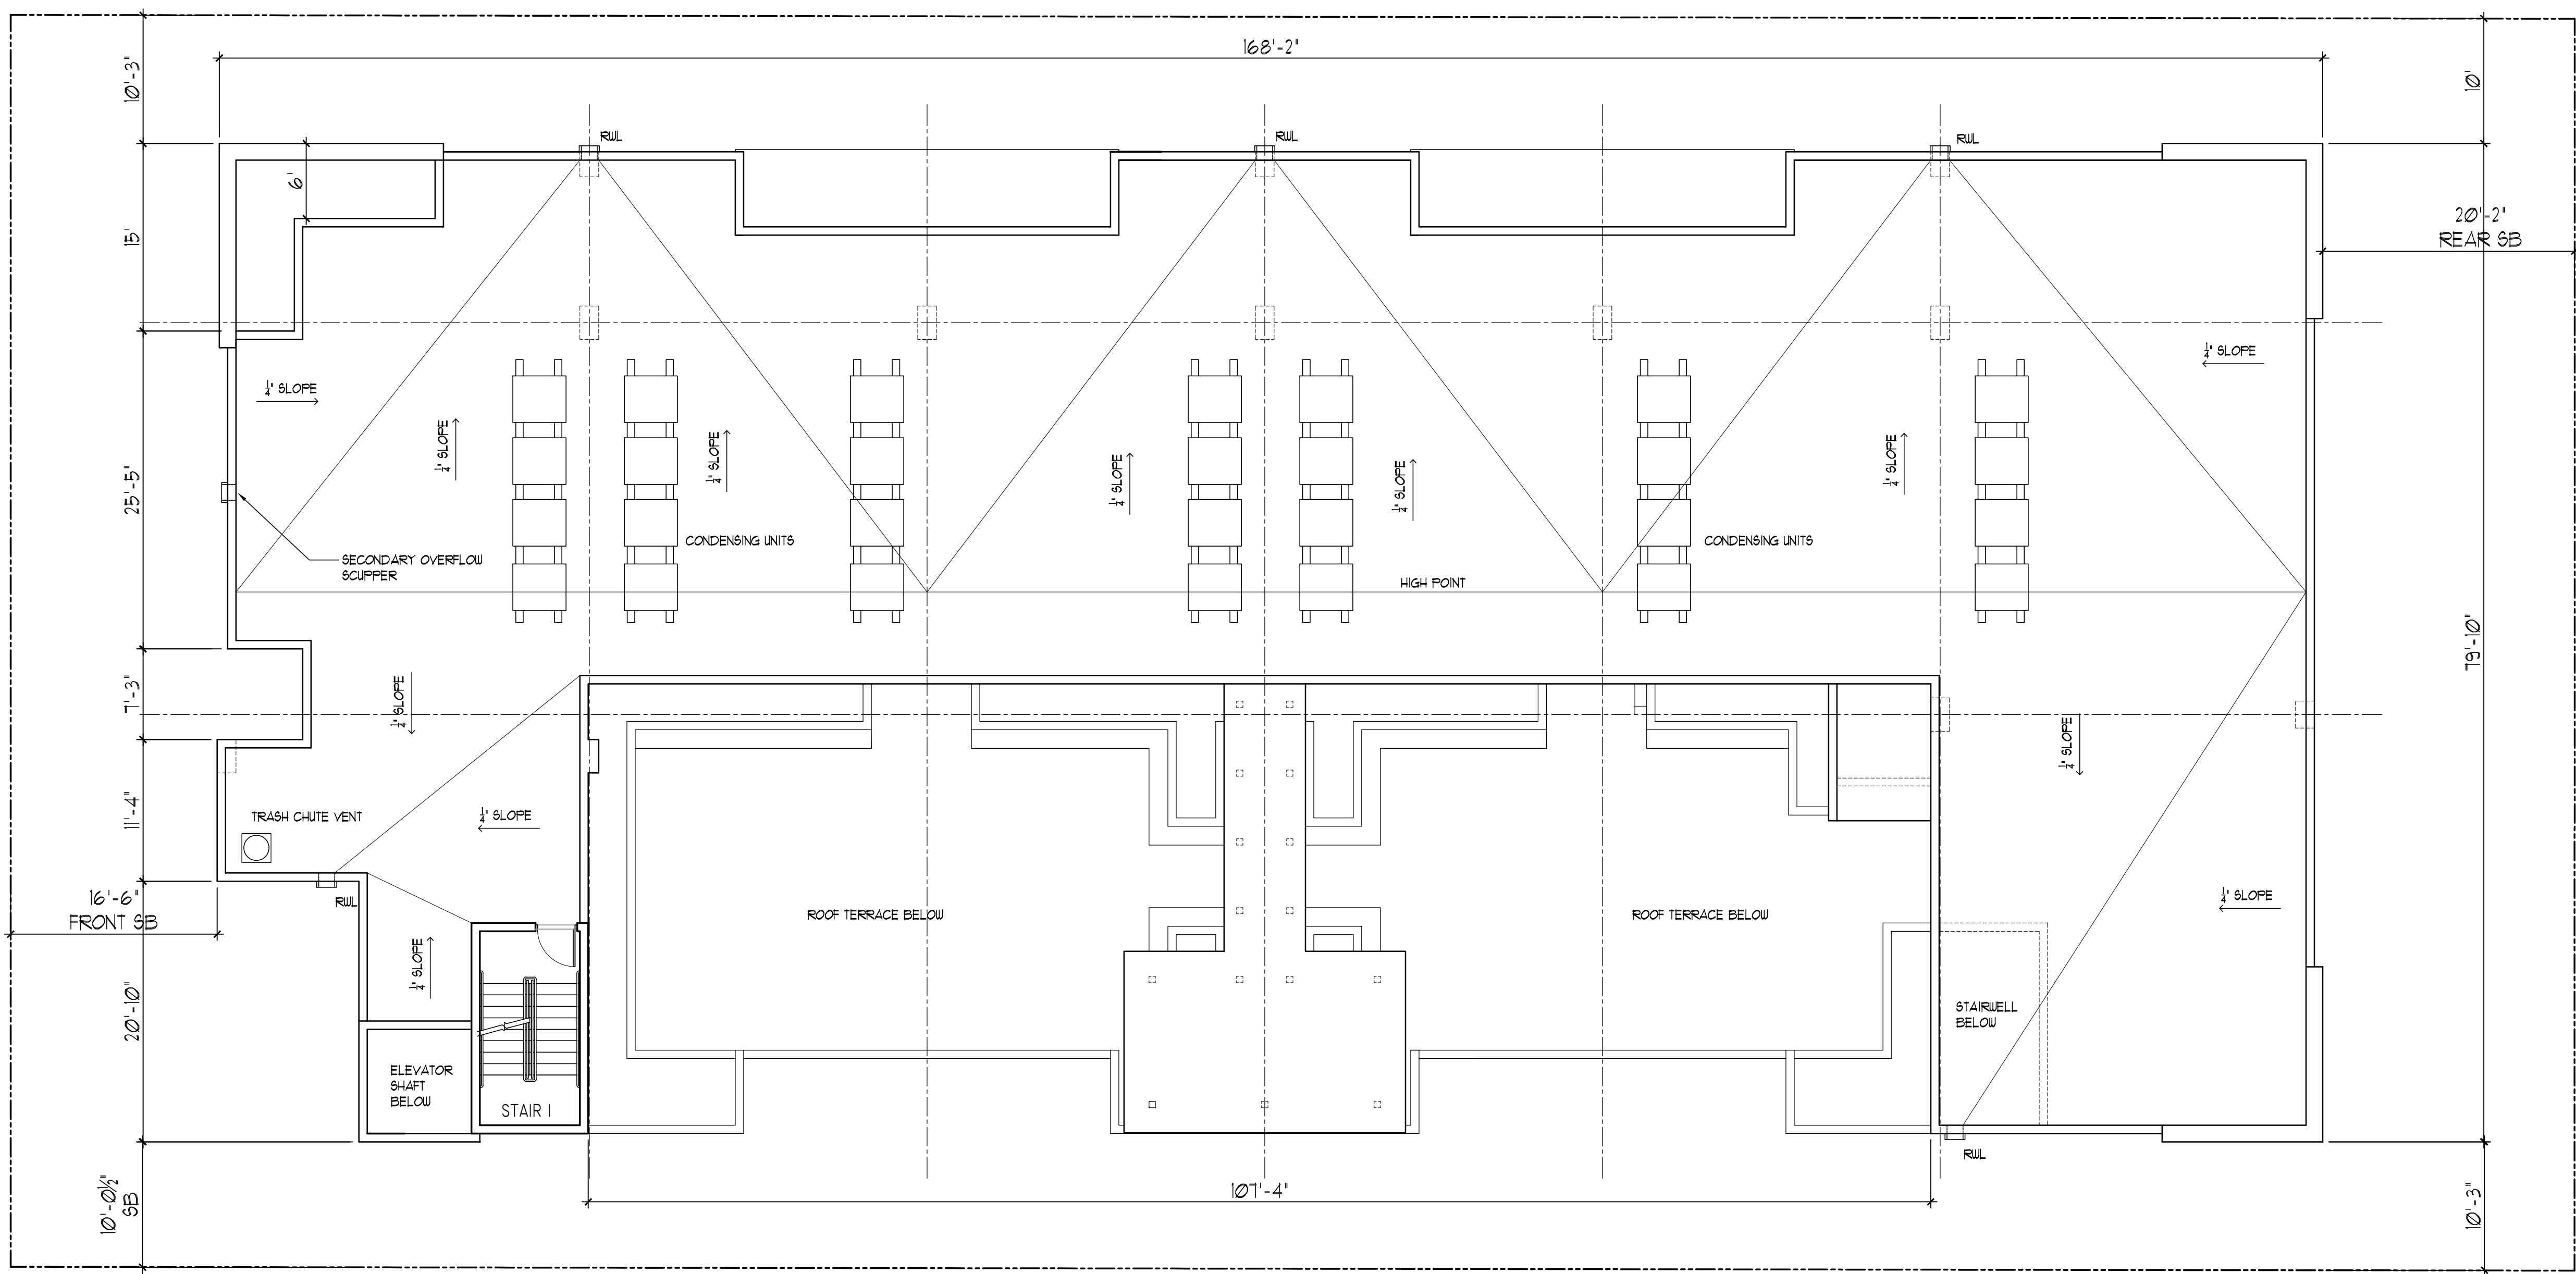 168'-2"
10'-3"
10'
RWL
RWL
RWL
6'
15'
20'-2"
REAR SB
1/4" SLOPE
1/4" SLOPE
1/4" SLOPE
1/4" SLOPE
1/4" SLOPE
1/4" SLOPE
1/4" SLOPE
25'-5"
CONDENSING UNITS
CONDENSING UNITS
SECONDARY OVERFLOW
SCUPPER
HIGH POINT
79'-10"
7'-3"
1/4" SLOPE
1/4" SLOPE
11'-4"
TRASH CHUTE VENT
1/4" SLOPE
16'-6"
FRONT SB
RWL
ROOF TERRACE BELOW
ROOF TERRACE BELOW
1/4" SLOPE
1/4" SLOPE
20'-10"
STAIRWELL
BELOW
ELEVATOR
SHAFT
BELOW
STAIR 1
RWL
10'-0½"
SB
107'-4"
10'-3"